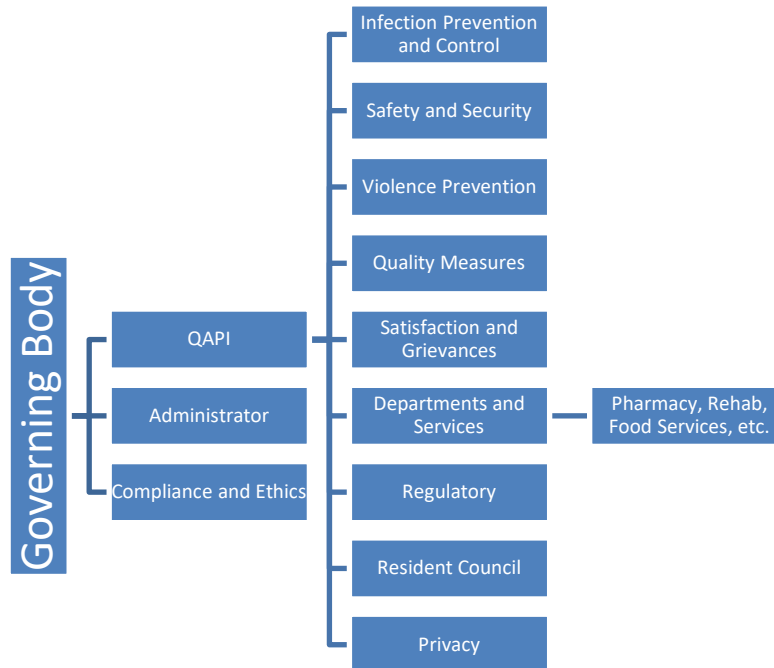 Governing Body
QAPI
Administrator
Compliance and Ethics
Infection Prevention
and Control
Safety and Security
Violence Prevention
Quality Measures
Satisfaction and
Grievances
Departments and
Services
Pharmacy, Rehab,
Food Services, etc.
Regulatory
Resident Council
Privacy